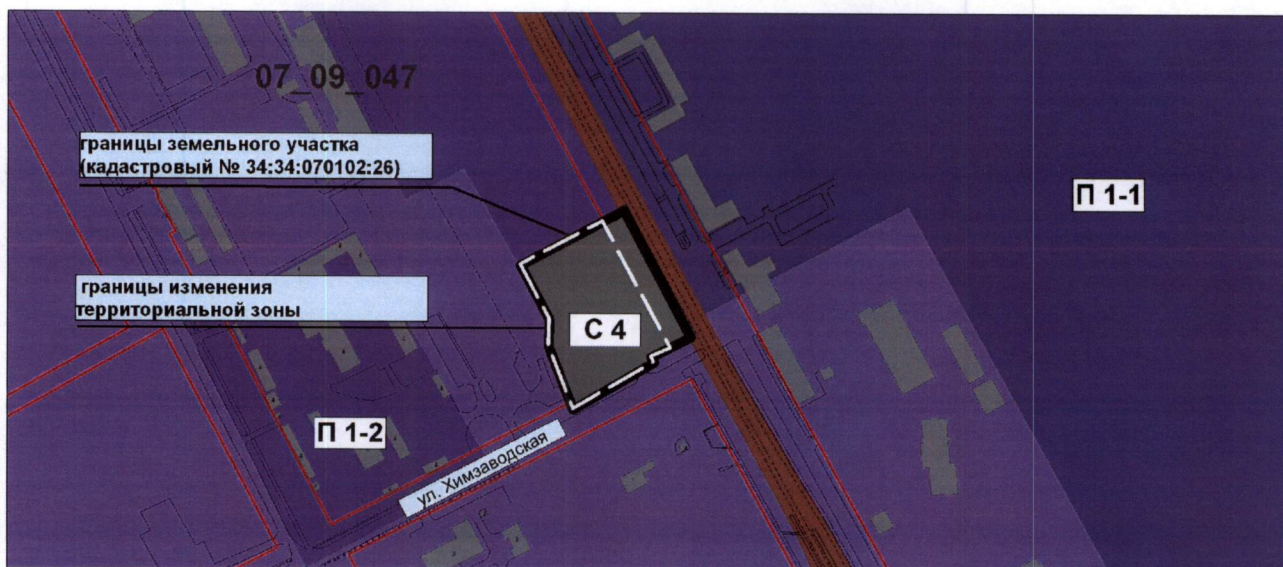 07_09_047
границы земельного участка
(кадастровый № 34:34:070102:26)
П 1-1
границы изменения
территориальной зоны
С 4
П 1-2
ул. Химзаводская